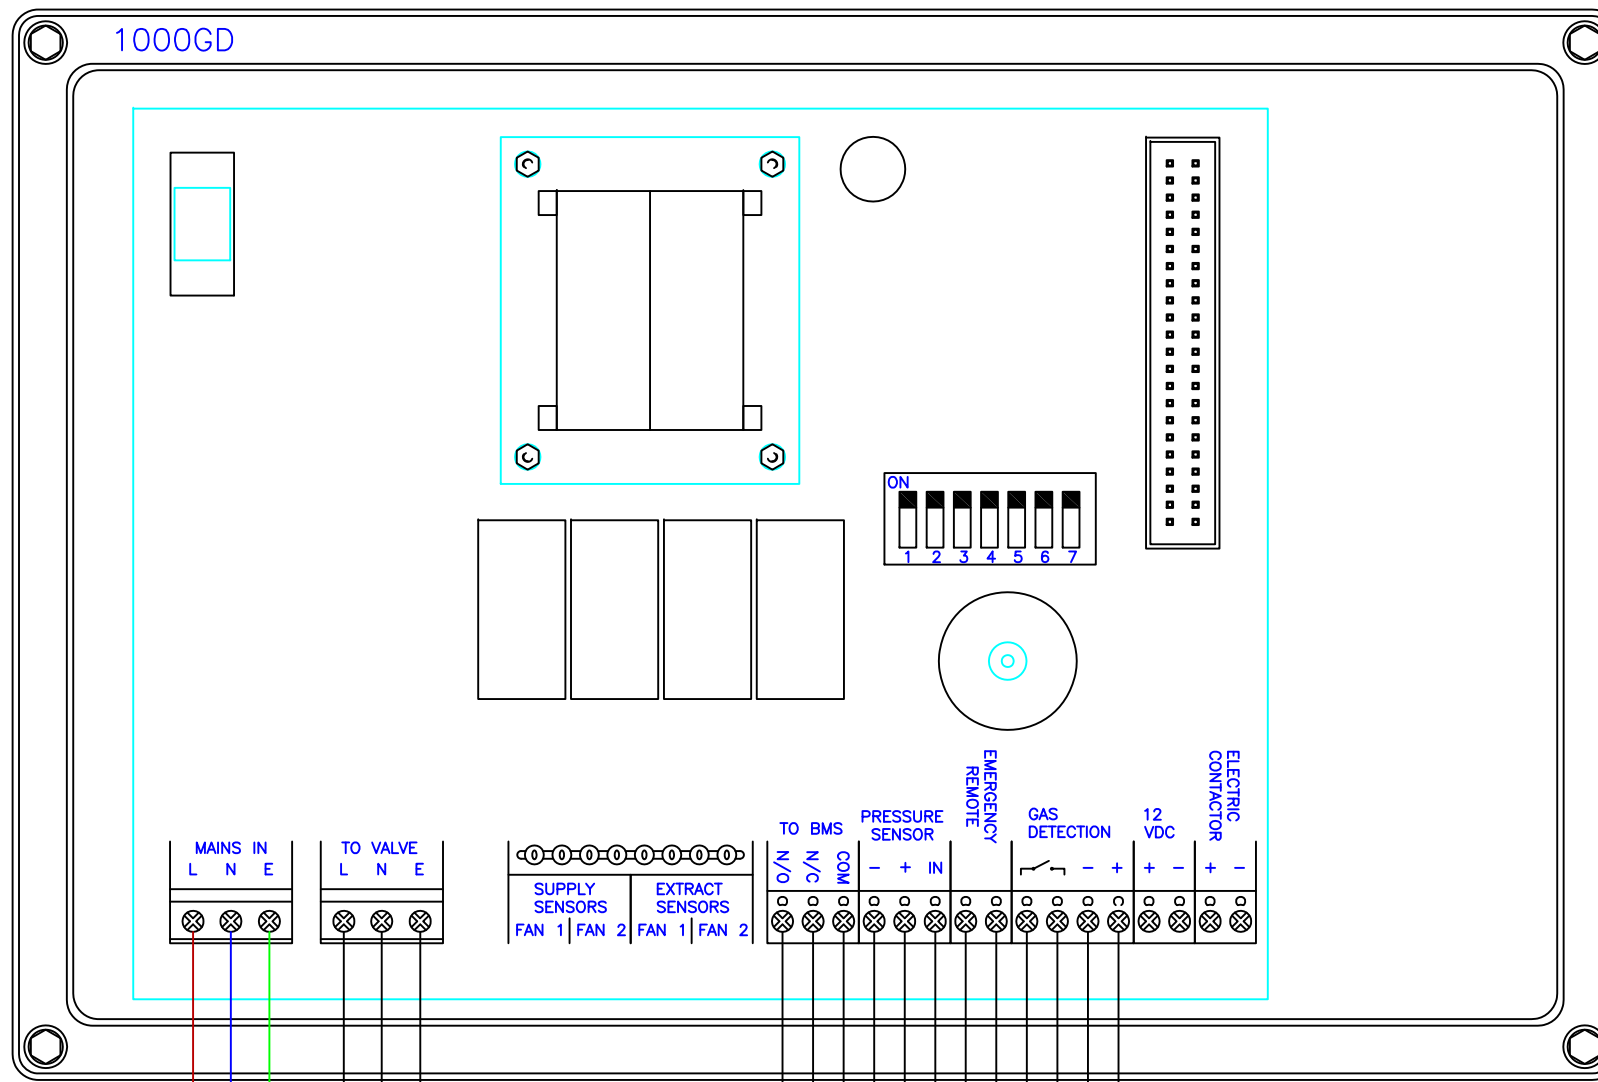 1000GD
ON
1 2 3 4 5 6 7
MAINS IN
L N E
TO VALVE
L N E
SUPPLY
SENSORS
FAN 1 FAN 2
EXTRACT
SENSORS
FAN 1 FAN 2
TO BMS
N/O N/C COM
PRESSURE
SENSOR
− + IN
EMERGENCY
REMOTE
GAS
DETECTION
− +
12
VDC
+ −
ELECTRIC
CONTACTOR
+ −